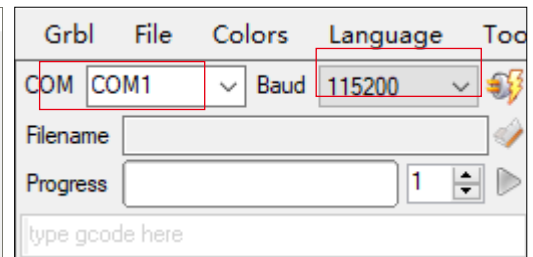 Grbl File Colors Language Too
COM COM1 Baud 115200
Filename
Progress 1
type gcode here